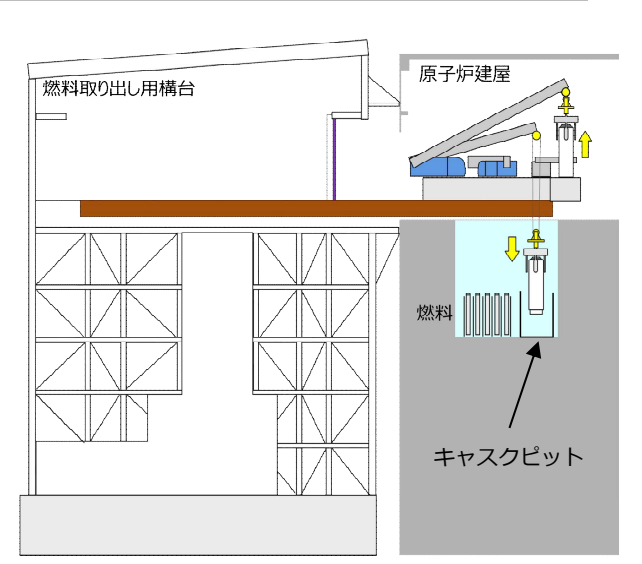 燃料取り出し用構台
原子炉建屋
燃料
キャスクピット